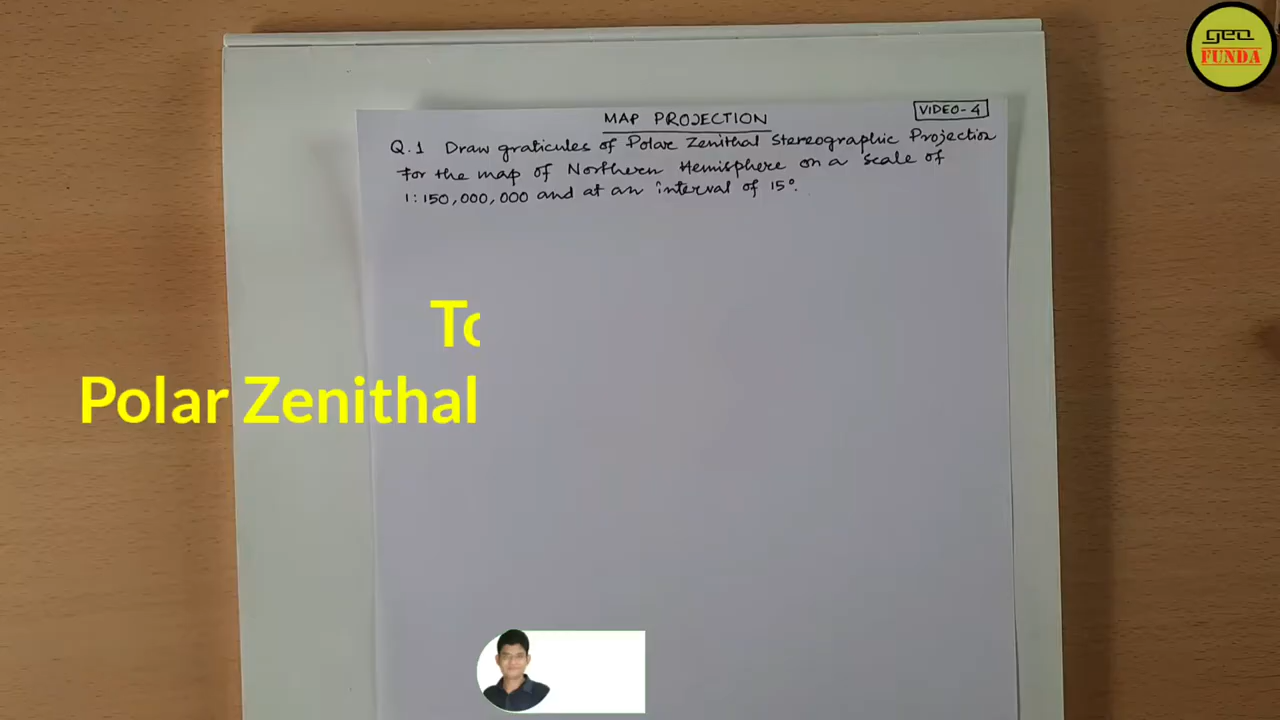 geo
FUNDA
MAP PROJECTION
VIDEO-4
Q.1 Draw graticules of Polar Zenithal Stereographic Projection
for the map of Northern Hemisphere on a scale of
1:150,000,000 and at an interval of 15°.
To
Polar Zenithal